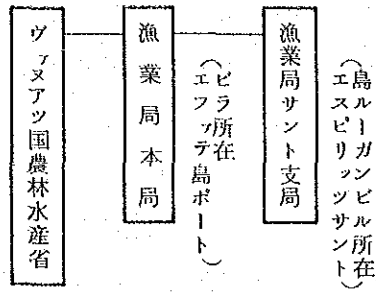 ヴァヌアツ国農林水産省
漁業局本局
（ビラ所在
エフッテ島ポート）
漁業局サント支局
（島ルーガンビル所在
エスピリッツサント）